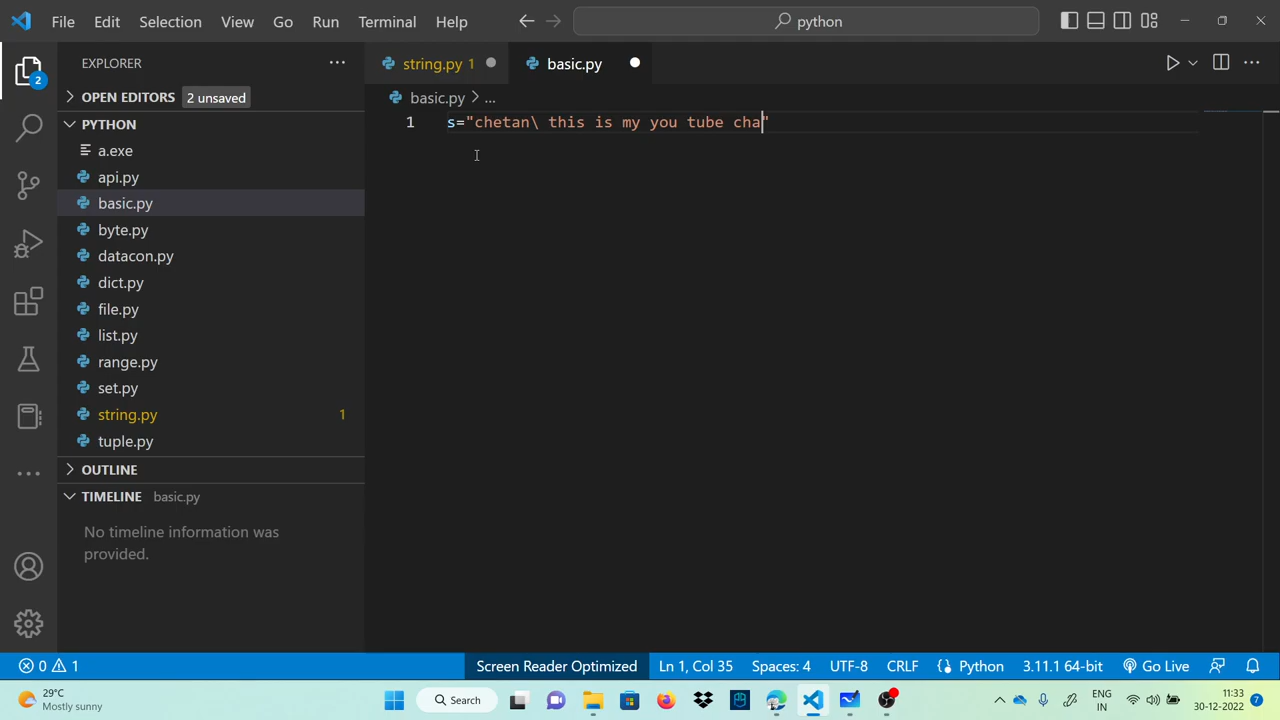 File Edit Selection View Go Run Terminal Help python
EXPLORER
string.py 1 basic.py
OPEN EDITORS 2 unsaved
basic.py > ...
PYTHON
1 s="chetan\ this is my you tube cha"
a.exe
api.py
basic.py
byte.py
datacon.py
dict.py
file.py
list.py
range.py
set.py
string.py 1
tuple.py
OUTLINE
TIMELINE basic.py
No timeline information was
provided.
2
0 1 Screen Reader Optimized Ln 1, Col 35 Spaces: 4 UTF-8 CRLF Python 3.11.1 64-bit Go Live
29°C
Mostly sunny
Search
ENG
IN
11:33
30-12-2022
7